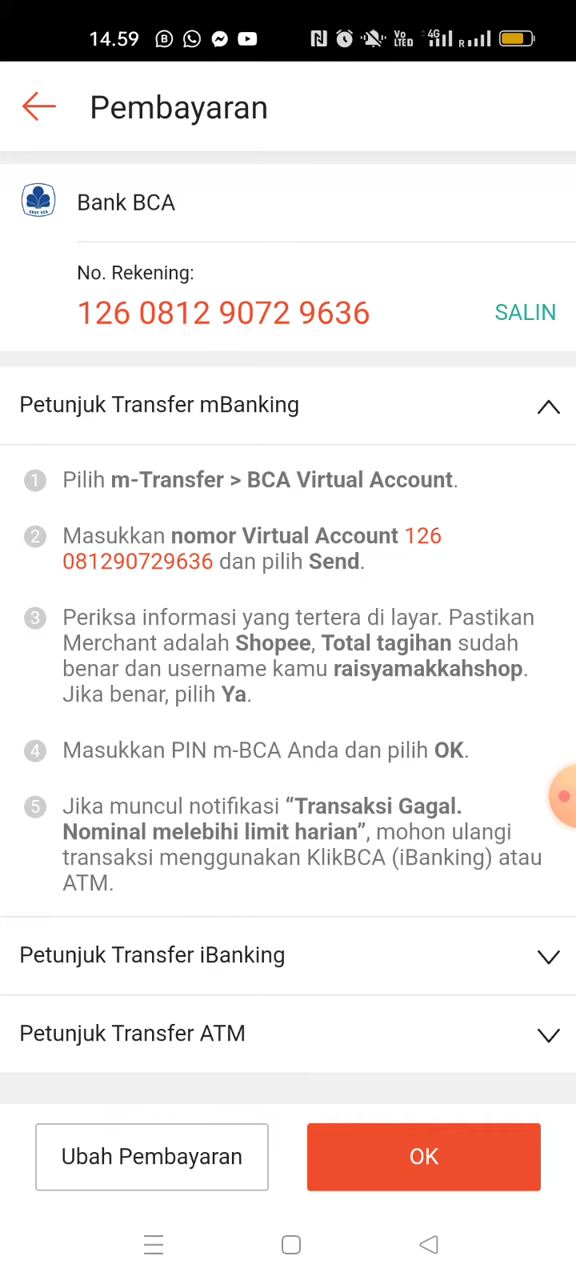 14.59
Pembayaran
Bank BCA
No. Rekening:
126 0812 9072 9636
SALIN
Petunjuk Transfer mBanking
1 Pilih m-Transfer > BCA Virtual Account.
2 Masukkan nomor Virtual Account 126
081290729636 dan pilih Send.
3 Periksa informasi yang tertera di layar. Pastikan
Merchant adalah Shopee, Total tagihan sudah
benar dan username kamu raisyamakkahshop.
Jika benar, pilih Ya.
4 Masukkan PIN m-BCA Anda dan pilih OK.
5 Jika muncul notifikasi “Transaksi Gagal.
Nominal melebihi limit harian”, mohon ulangi
transaksi menggunakan KlikBCA (iBanking) atau
ATM.
Petunjuk Transfer iBanking
Petunjuk Transfer ATM
Ubah Pembayaran
OK